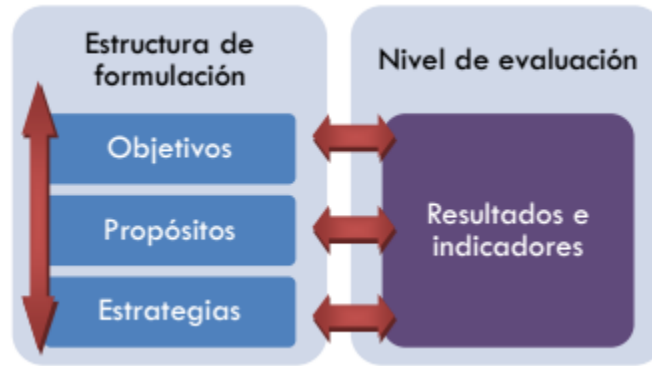 Estructura de
formulación
Objetivos
Propósitos
Estrategias
Nivel de evaluación
Resultados e
indicadores